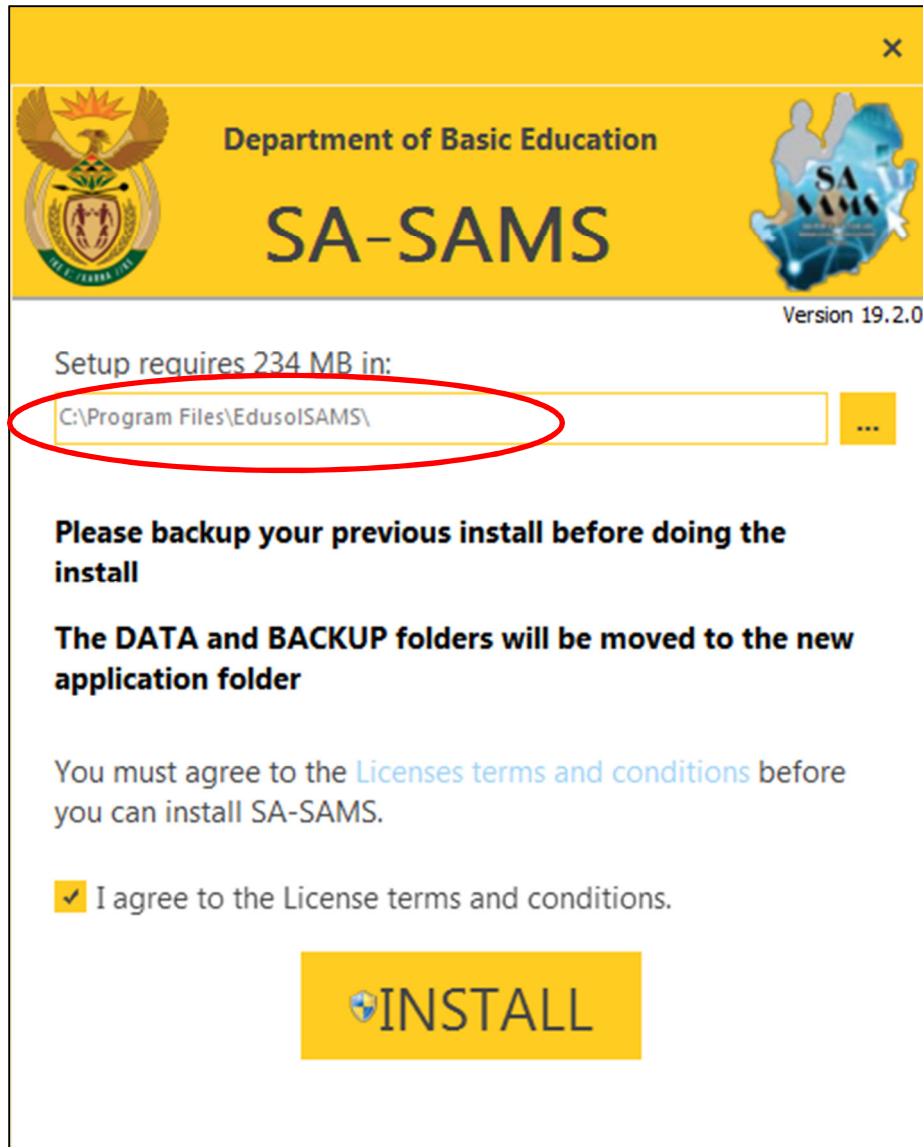 ×
Department of Basic Education
SA-SAMS
SA
SAMS
Version 19.2.0
Setup requires 234 MB in:
C:\Program Files\EdusolSAMS\
...
Please backup your previous install before doing the
install
The DATA and BACKUP folders will be moved to the new
application folder
You must agree to the Licenses terms and conditions before
you can install SA-SAMS.
I agree to the License terms and conditions.
INSTALL